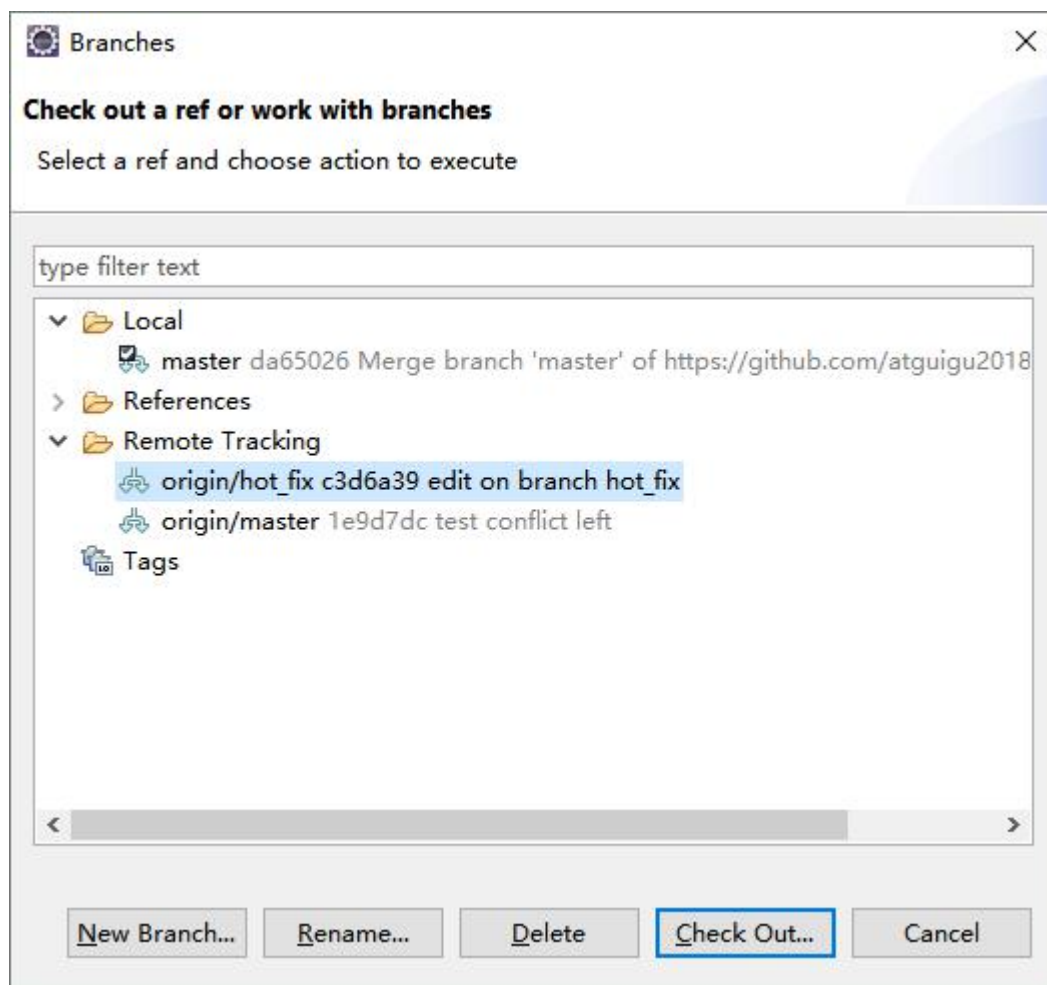 Branches
Check out a ref or work with branches
Select a ref and choose action to execute
type filter text
Local
master da65026 Merge branch 'master' of https://github.com/atguigu2018
References
Remote Tracking
origin/hot_fix c3d6a39 edit on branch hot_fix
origin/master 1e9d7dc test conflict left
Tags
New Branch... Rename... Delete Check Out... Cancel